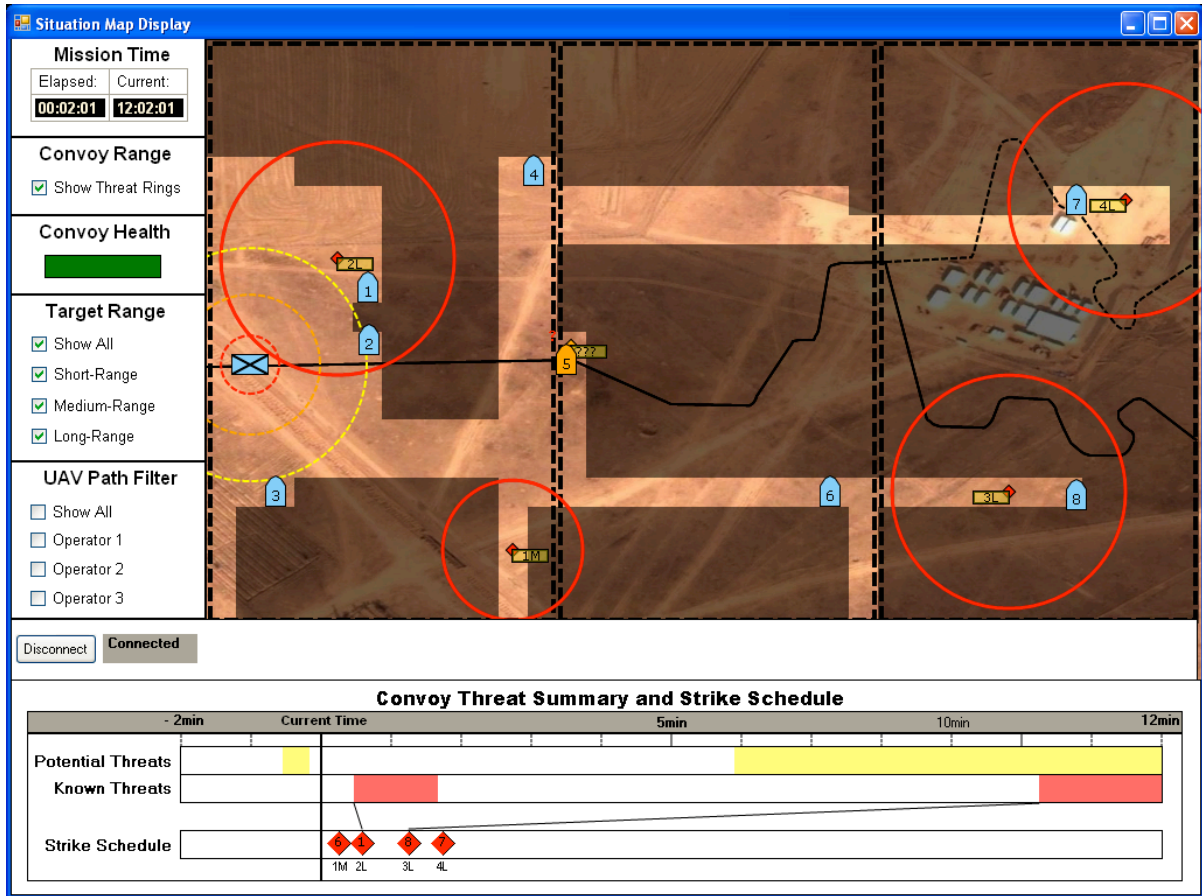 Situation Map Display
Mission Time
Elapsed: Current:
00:02:01 12:02:01
Convoy Range
Show Threat Rings
Convoy Health
Target Range
Show All
Short-Range
Medium-Range
Long-Range
UAV Path Filter
Show All
Operator 1
Operator 2
Operator 3
4
7
4L
2L
1
2
5
???
3
6
3L
8
1M
Disconnect
Connected
Convoy Threat Summary and Strike Schedule
- 2min Current Time 5min 10min 12min
Potential Threats
Known Threats
Strike Schedule
6 1 8 7
1M 2L 3L 4L